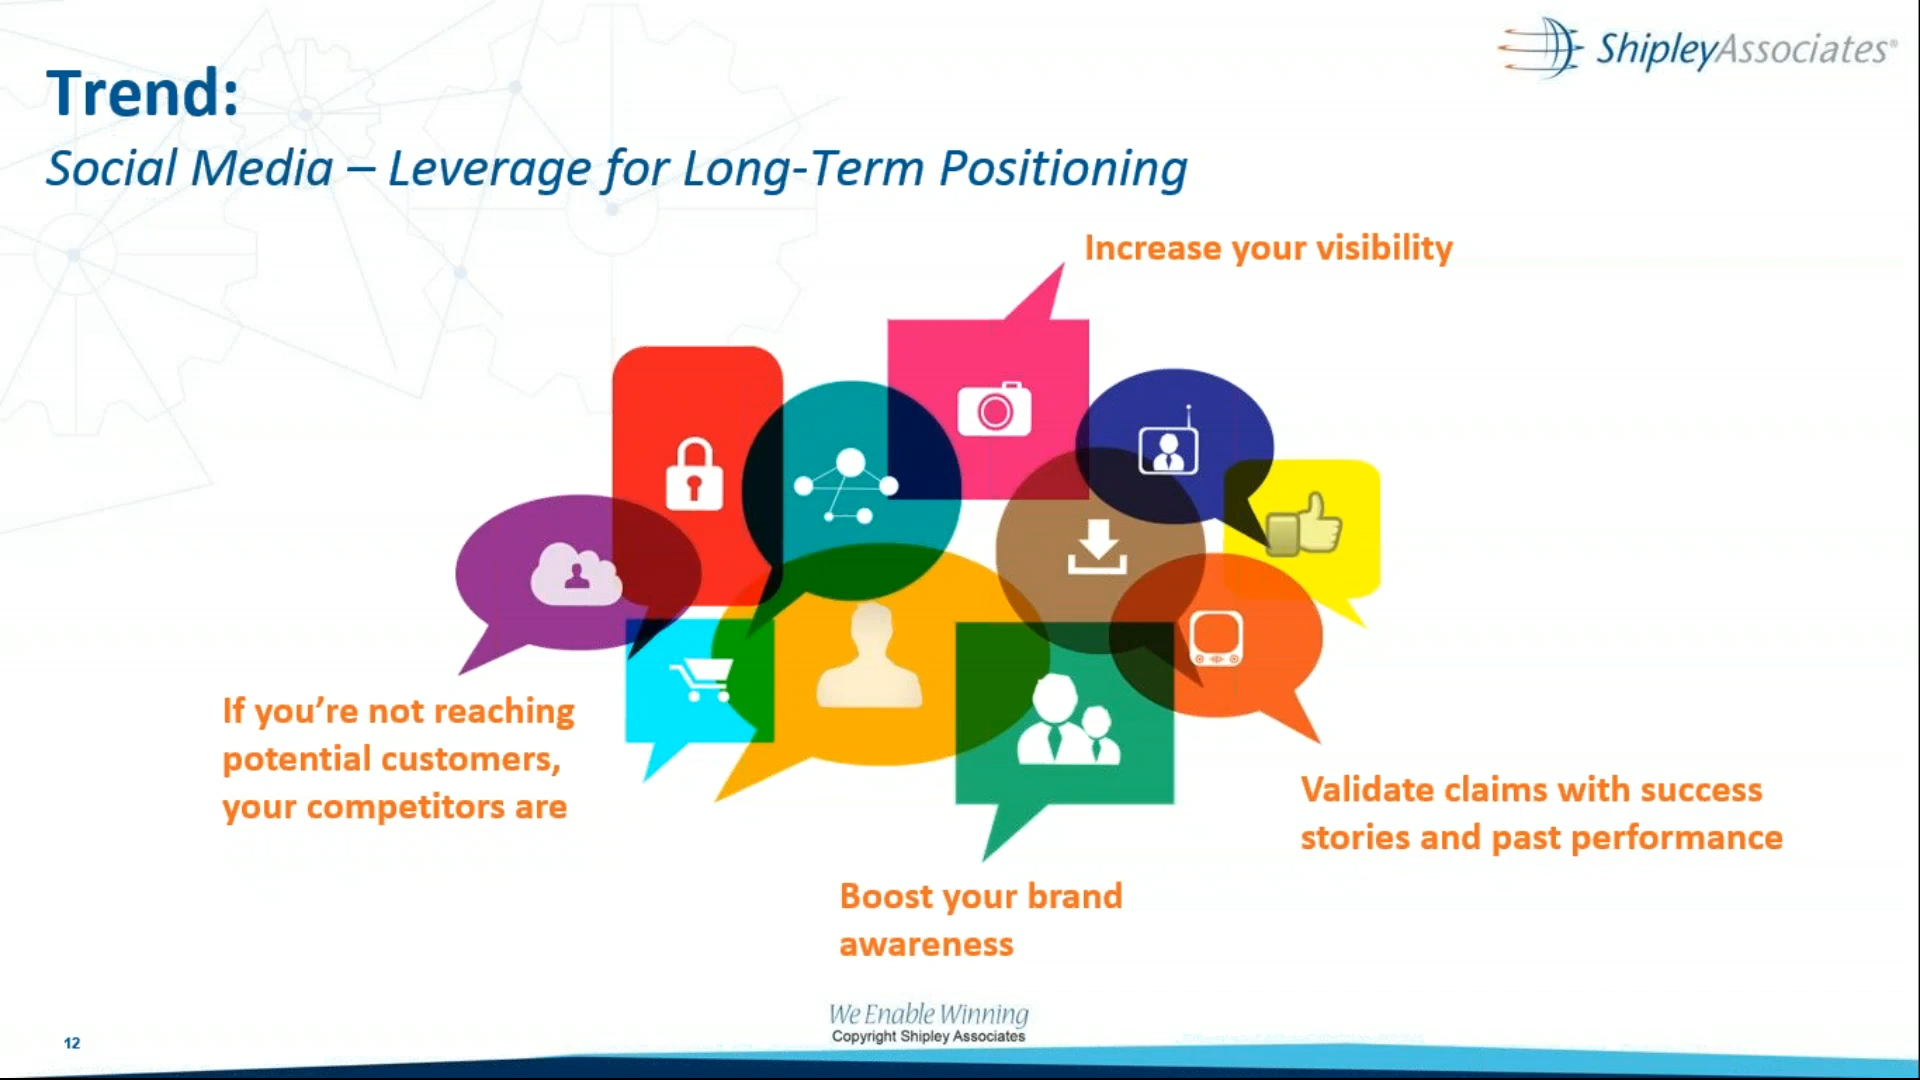 ShipleyAssociates®
Trend:
Social Media – Leverage for Long-Term Positioning
Increase your visibility
If you’re not reaching
potential customers,
your competitors are
Validate claims with success
stories and past performance
Boost your brand
awareness
We Enable Winning
Copyright Shipley Associates
12